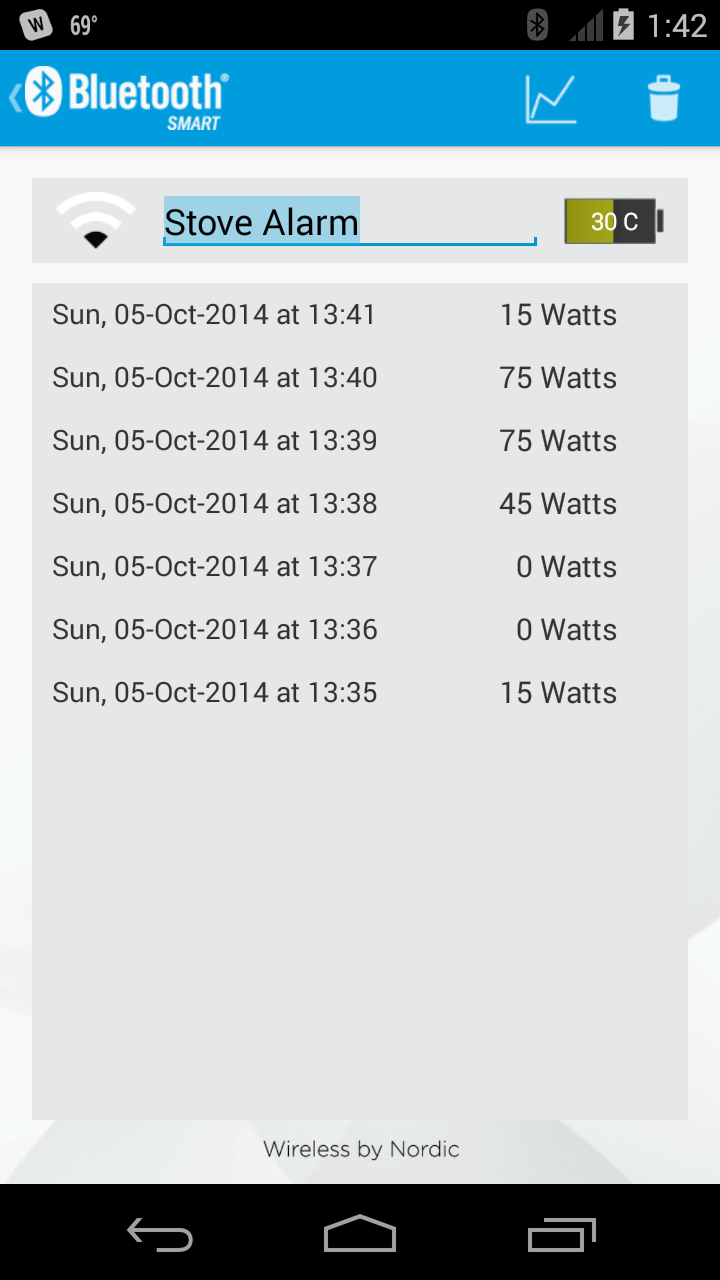 W 69° 1:42
Bluetooth®
SMART
Stove Alarm 30 C
Sun, 05-Oct-2014 at 13:41 15 Watts
Sun, 05-Oct-2014 at 13:40 75 Watts
Sun, 05-Oct-2014 at 13:39 75 Watts
Sun, 05-Oct-2014 at 13:38 45 Watts
Sun, 05-Oct-2014 at 13:37 0 Watts
Sun, 05-Oct-2014 at 13:36 0 Watts
Sun, 05-Oct-2014 at 13:35 15 Watts
Wireless by Nordic